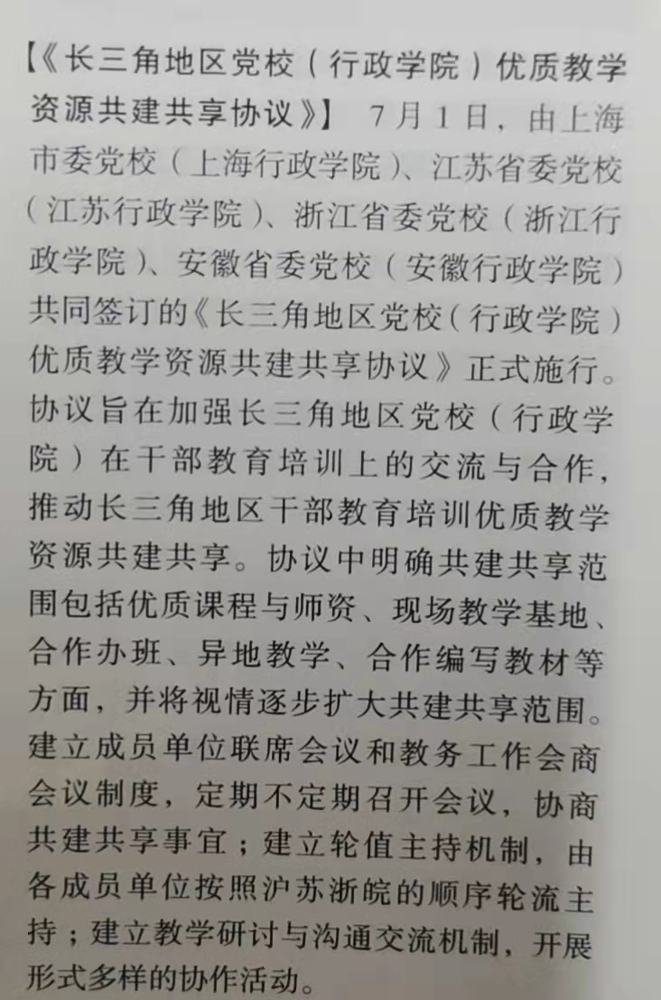 【《长三角地区党校（行政学院）优质教学
资源共建共享协议》】 7月1日，由上海
市委党校（上海行政学院）、江苏省委党校
（江苏行政学院）、浙江省委党校（浙江行
政学院）、安徽省委党校（安徽行政学院）
共同签订的《长三角地区党校（行政学院）
优质教学资源共建共享协议》正式施行。
协议旨在加强长三角地区党校（行政学
院）在干部教育培训上的交流与合作，
推动长三角地区干部教育培训优质教学
资源共建共享。协议中明确共建共享范
围包括优质课程与师资、现场教学基地、
合作办班、异地教学、合作编写教材等
方面，并将视情逐步扩大共建共享范围。
建立成员单位联席会议和教务工作会商
会议制度，定期不定期召开会议，协商
共建共享事宜；建立轮值主持机制，由
各成员单位按照沪苏浙皖的顺序轮流主
持；建立教学研讨与沟通交流机制，开展
形式多样的协作活动。